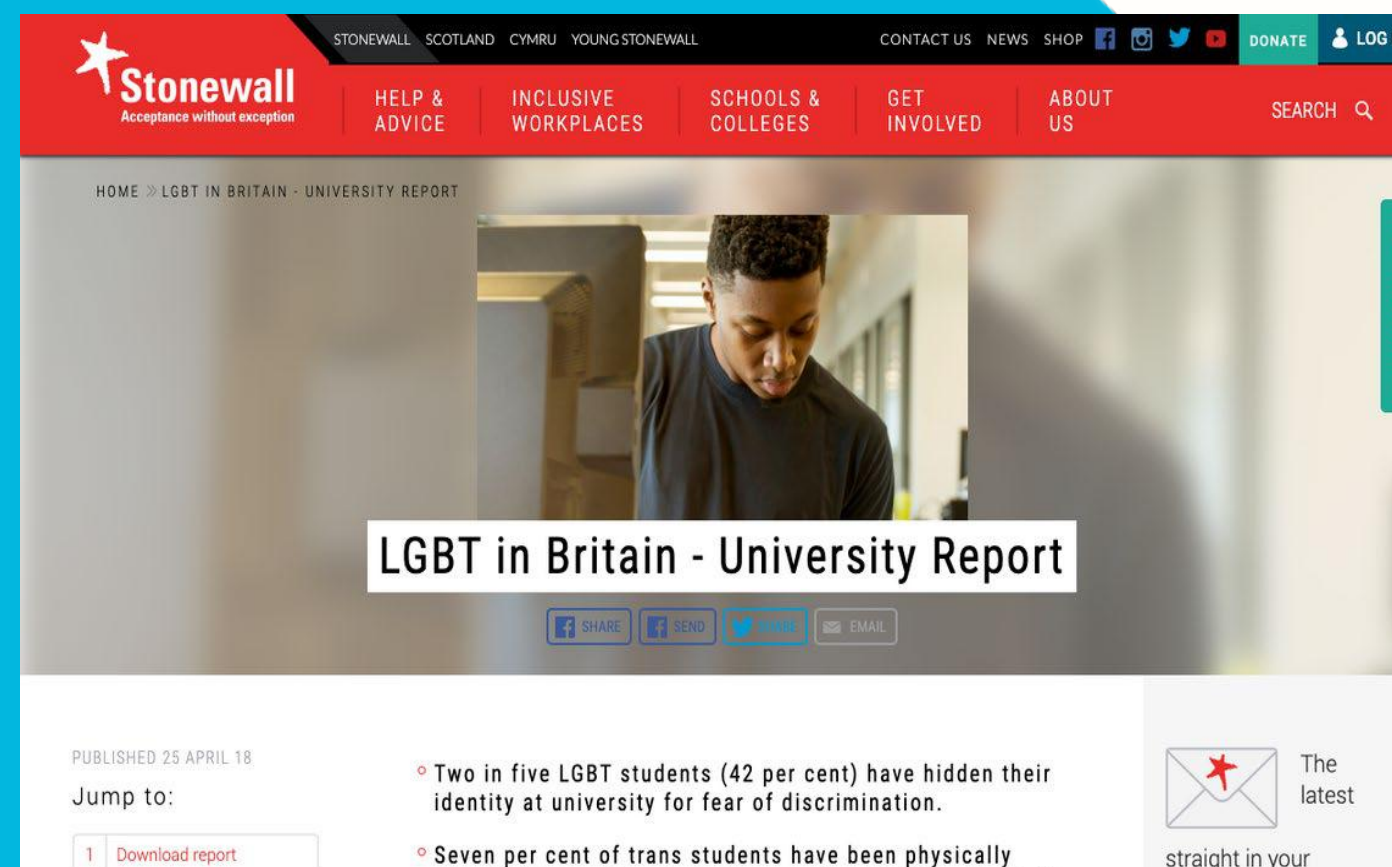 STONEWALL SCOTLAND CYMRU YOUNG STONEWALL
CONTACT US NEWS SHOP
DONATE
LOG
Stonewall
Acceptance without exception
HELP &
ADVICE
INCLUSIVE
WORKPLACES
SCHOOLS &
COLLEGES
GET
INVOLVED
ABOUT
US
SEARCH
HOME » LGBT IN BRITAIN - UNIVERSITY REPORT
LGBT in Britain - University Report
SHARE
SEND
SHARE
EMAIL
PUBLISHED 25 APRIL 18
Jump to:
1 Download report
° Two in five LGBT students (42 per cent) have hidden their
identity at university for fear of discrimination.
° Seven per cent of trans students have been physically
The
latest
straight in your